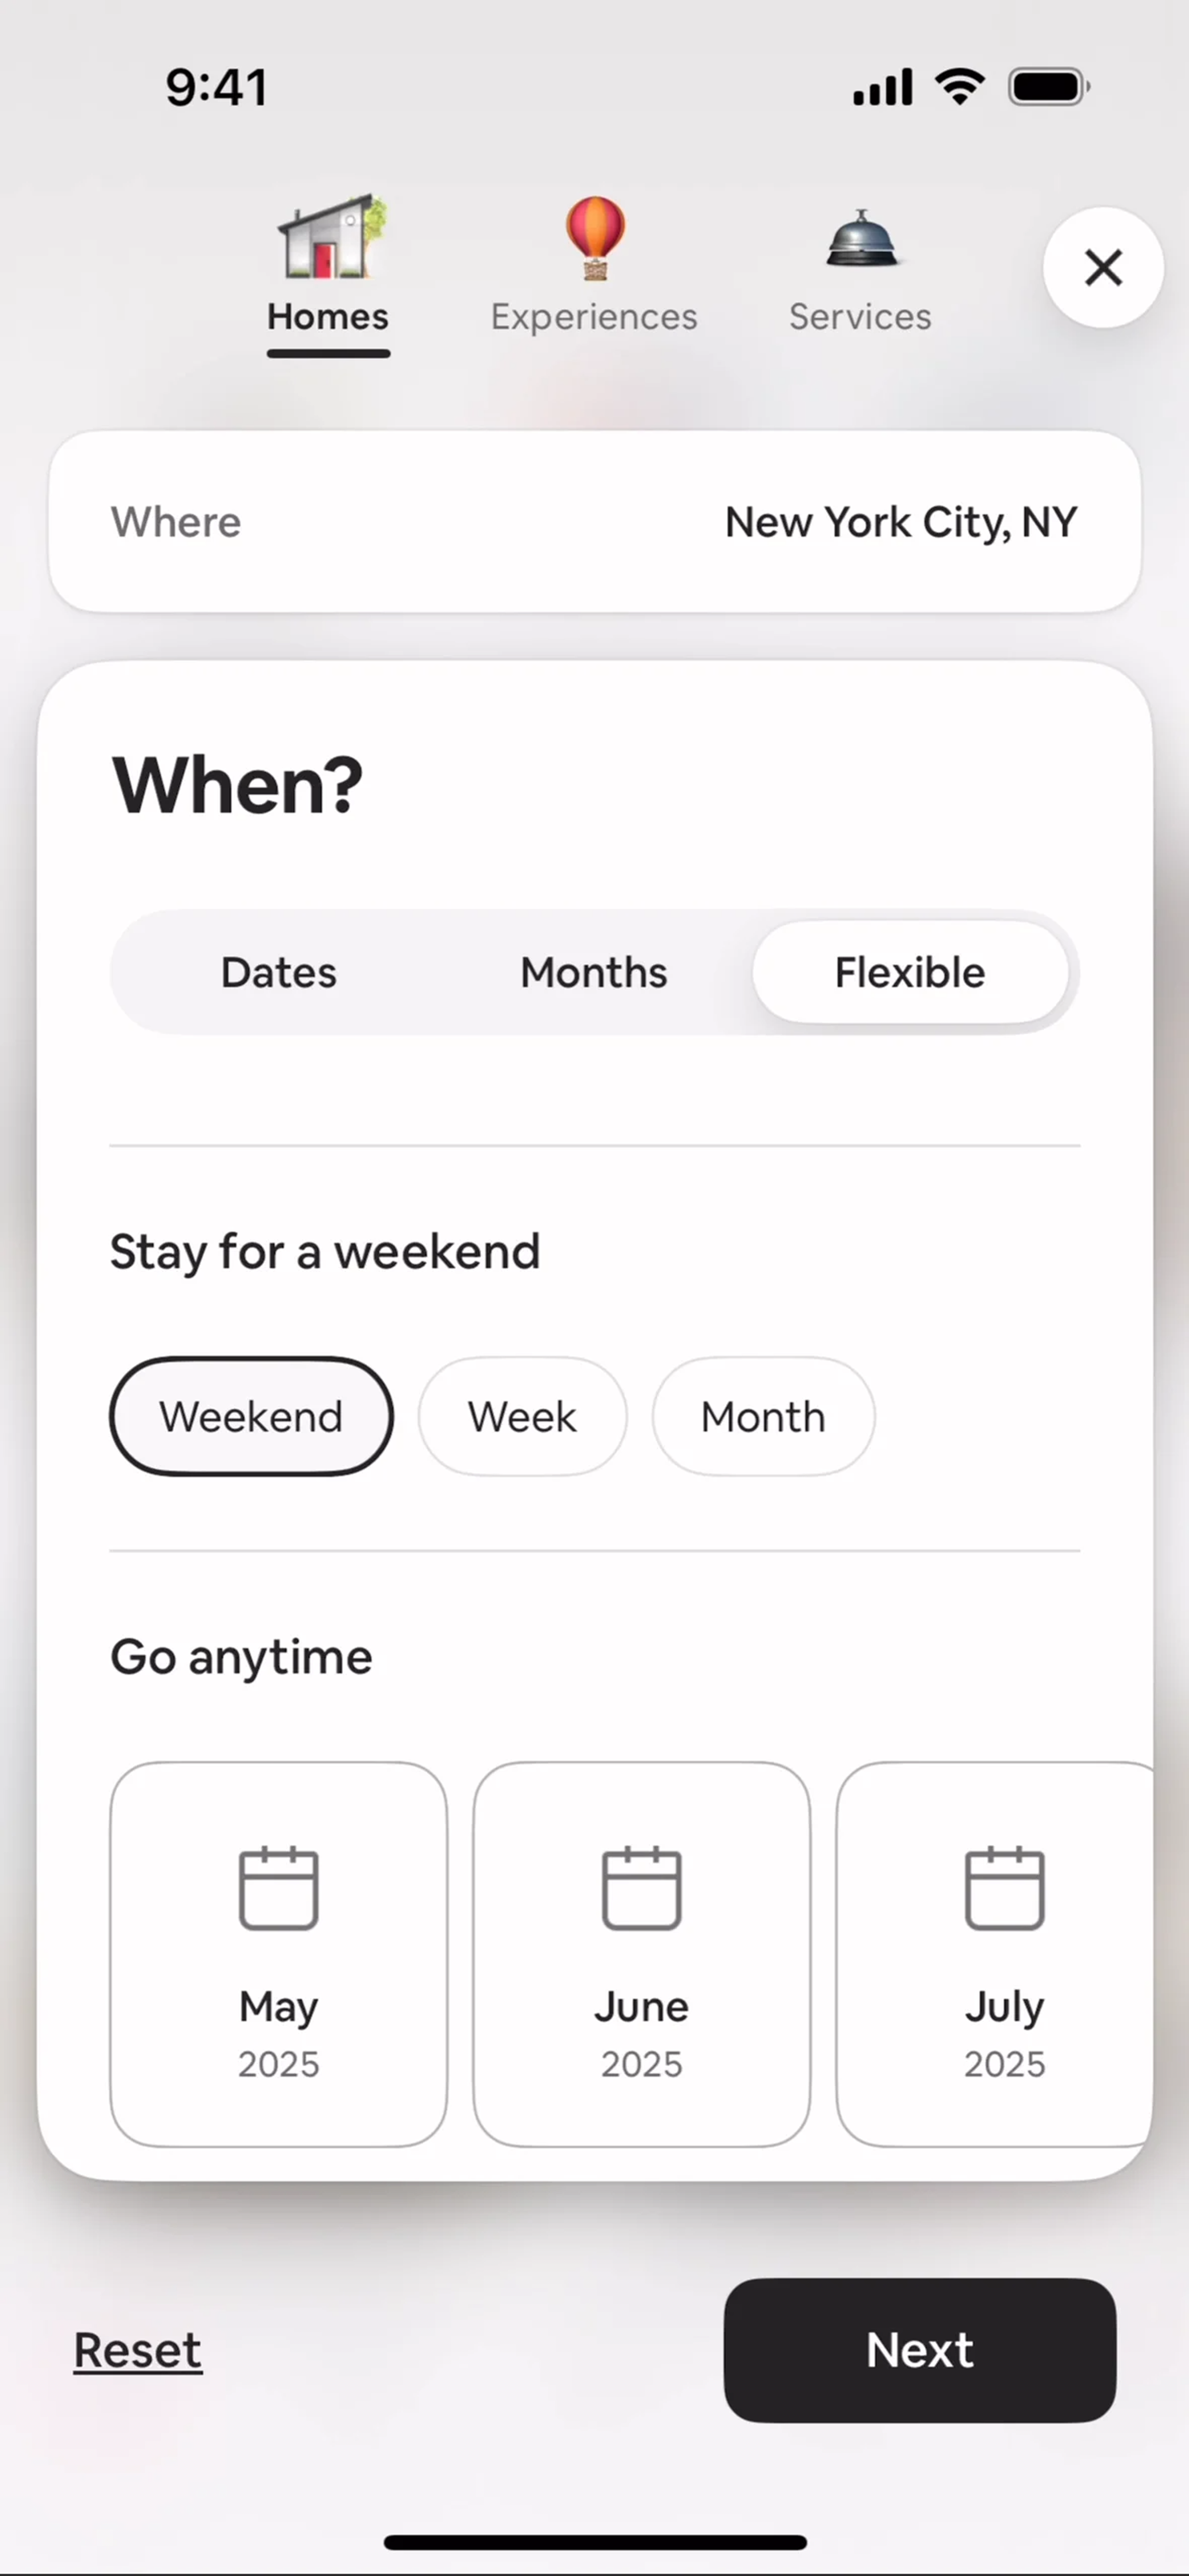 9:41
Homes Experiences Services
Where New York City, NY
When?
Dates Months Flexible
Stay for a weekend
Weekend Week Month
Go anytime
May June July
2025 2025 2025
Reset Next